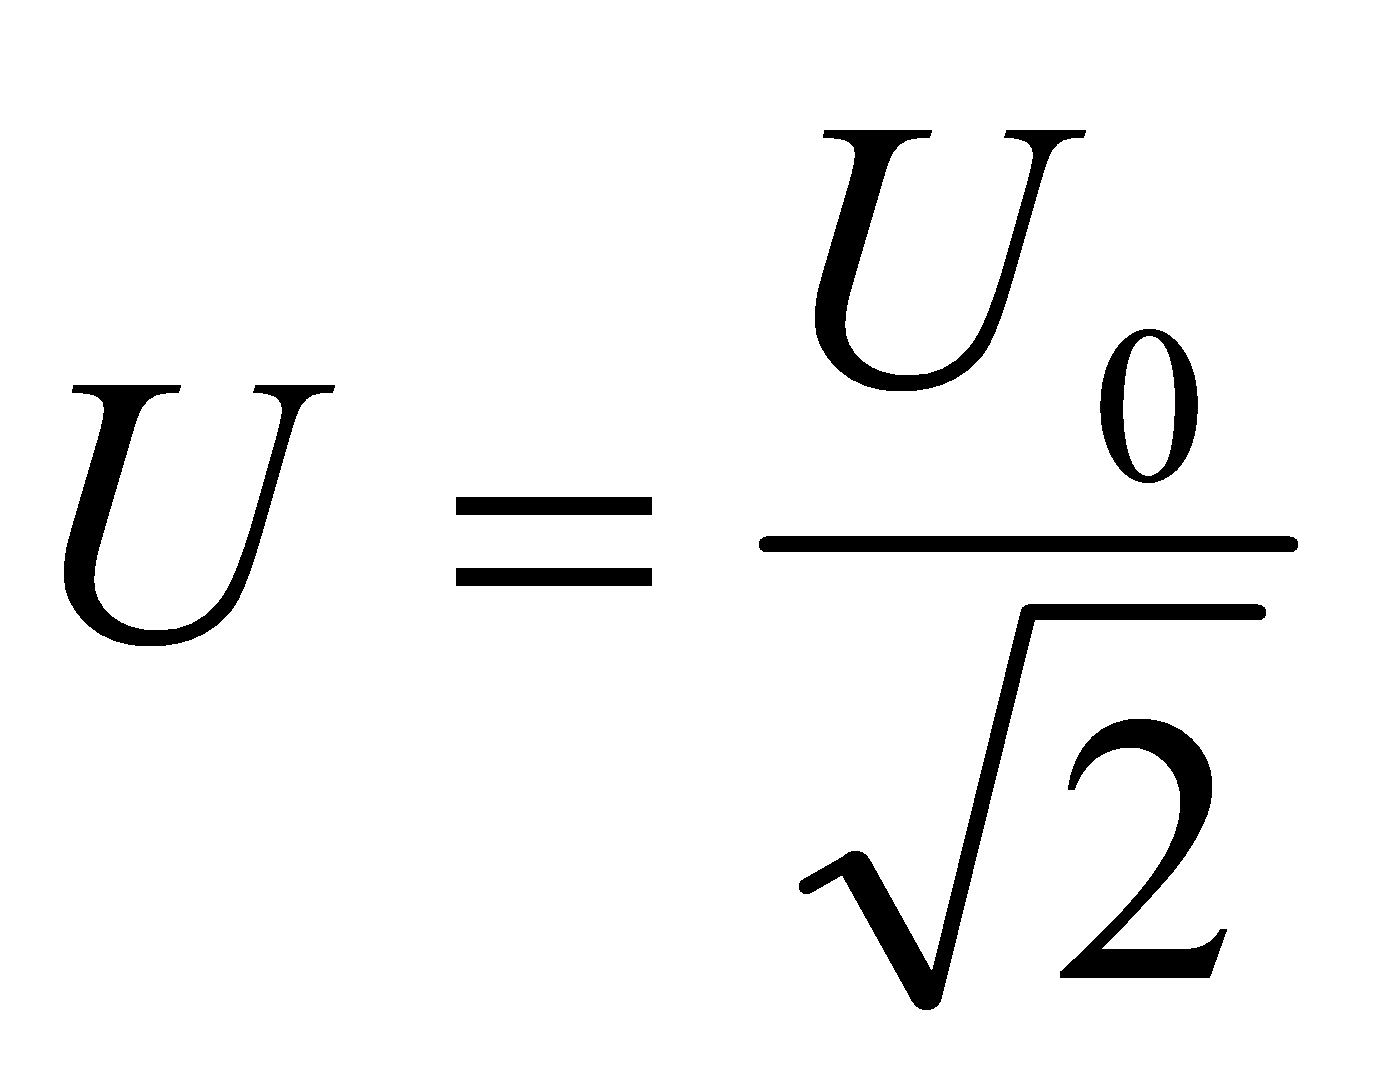 U = U₀/√2